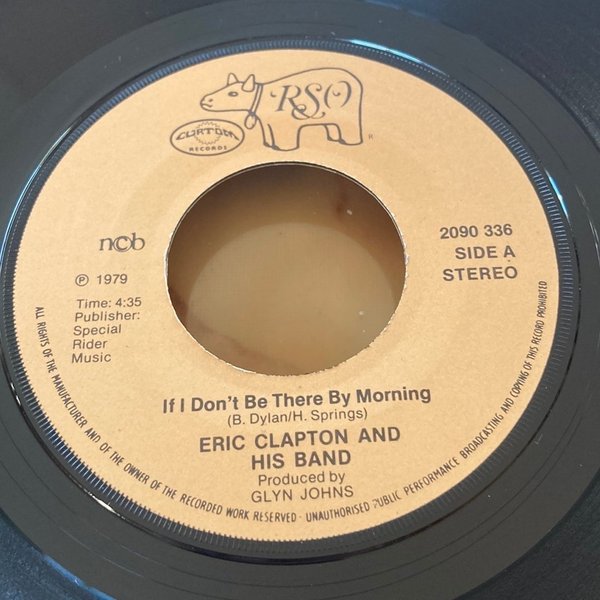 RSO
®
CURTOM
RECORDS
ncb
2090 336
SIDE A
STEREO
℗ 1979
Time: 4:35
Publisher:
Special
Rider
Music
If I Don't Be There By Morning
(B. Dylan/H. Springs)
ERIC CLAPTON AND
HIS BAND
Produced by
GLYN JOHNS
ALL RIGHTS OF THE MANUFACTURER AND OF THE OWNER OF THE RECORDED WORK RESERVED · UNAUTHORISED PUBLIC PERFORMANCE BROADCASTING AND COPYING OF THIS RECORD PROHIBITED